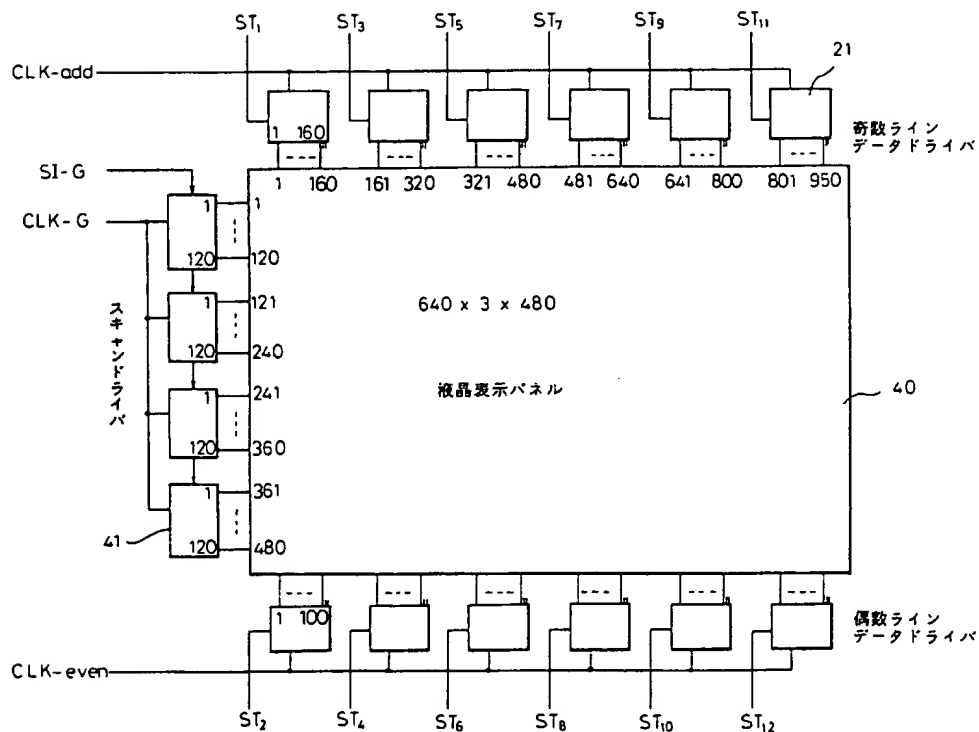 ST1 ST3 ST5 ST7 ST9 ST11
CLK-add
21
奇数ライン
データドライバ
1 160
1 160 161 320 321 480 481 640 641 800 801 950
SI-G
CLK-G
1 1
120 120
1 121
120 240
1 241
120 360
1 361
120 480
スキャンドライバ
41
640 x 3 x 480
液晶表示パネル
40
1 100
偶数ライン
データドライバ
CLK-even
ST2 ST4 ST6 ST8 ST10 ST12